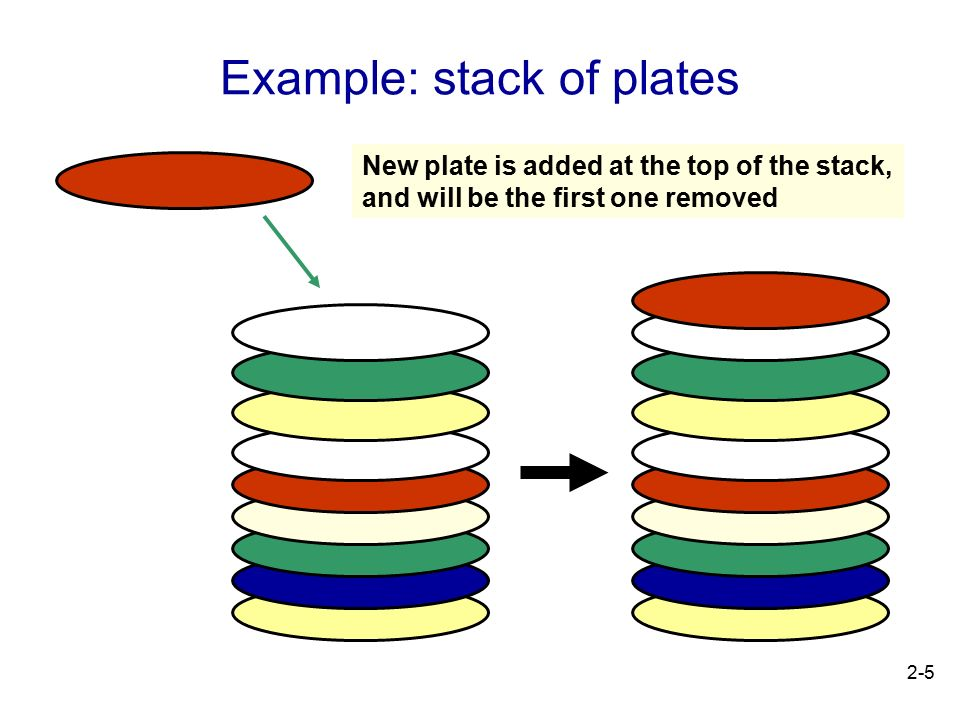 Example: stack of plates
New plate is added at the top of the stack,
and will be the first one removed
2-5